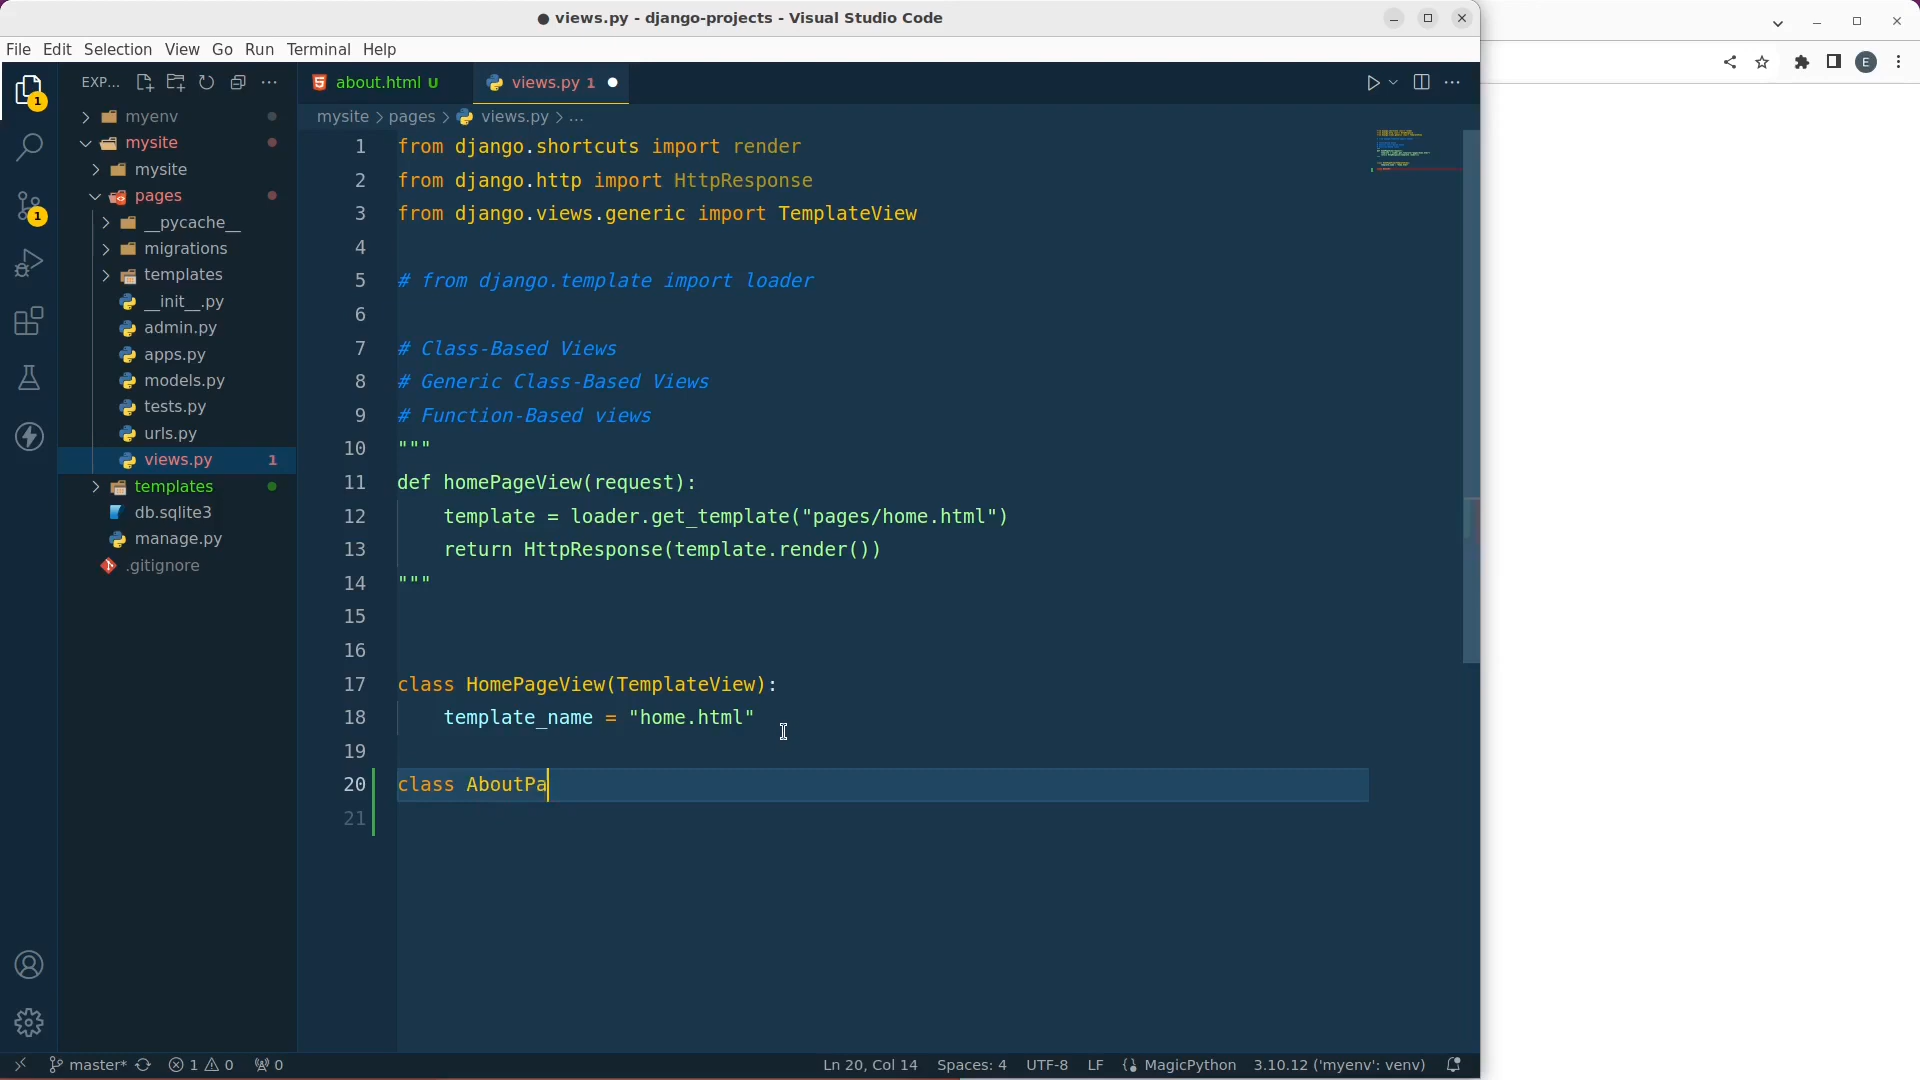 views.py - django-projects - Visual Studio Code
File Edit Selection View Go Run Terminal Help
EXP...
about.html U
views.py 1
myenv
mysite
mysite
pages
__pycache__
migrations
templates
__init__.py
admin.py
apps.py
models.py
tests.py
urls.py
views.py 1
templates
db.sqlite3
manage.py
.gitignore
1
1
mysite > pages > views.py > ...
1 from django.shortcuts import render
2 from django.http import HttpResponse
3 from django.views.generic import TemplateView
4
5 # from django.template import loader
6
7 # Class-Based Views
8 # Generic Class-Based Views
9 # Function-Based views
10 """
11 def homePageView(request):
12 template = loader.get_template("pages/home.html")
13 return HttpResponse(template.render())
14 """
15
16
17 class HomePageView(TemplateView):
18 template_name = "home.html"
19
20 class AboutPa
21
master* 1 0 0
Ln 20, Col 14 Spaces: 4 UTF-8 LF MagicPython 3.10.12 ('myenv': venv)
E